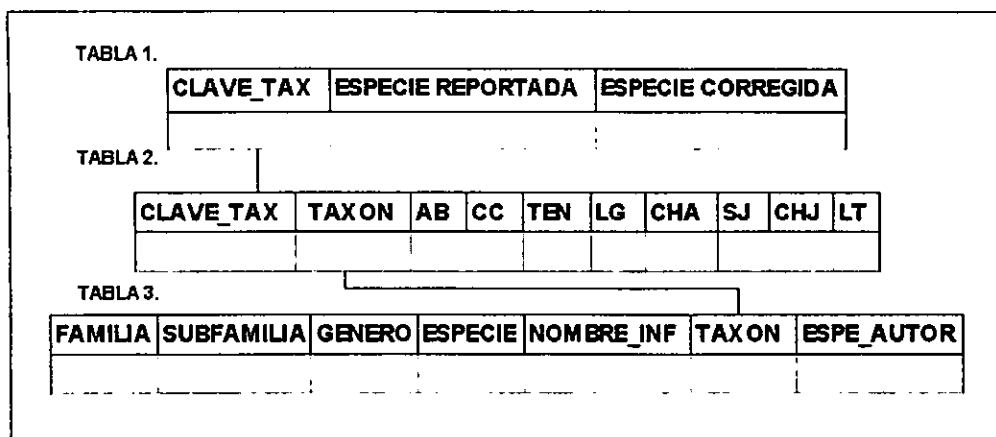 TABLA 1.
CLAVE_TAX ESPECIE REPORTADA ESPECIE CORREGIDA
TABLA 2.
CLAVE_TAX TAXON AB CC TEN LG CHA SJ CHJ LT
TABLA 3.
FAMILIA SUBFAMILIA GENERO ESPECIE NOMBRE_INF TAXON ESPE_AUTOR